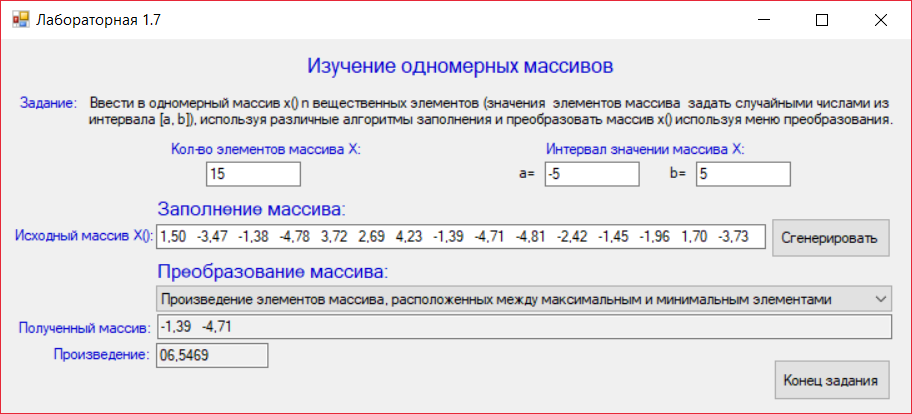 Лабораторная 1.7
Изучение одномерных массивов
Задание: Ввести в одномерный массив x() n вещественных элементов (значения элементов массива задать случайными числами из
интервала [a, b]), используя различные алгоритмы заполнения и преобразовать массив x() используя меню преобразования.
Кол-во элементов массива X: Интервал значении массива X:
15 a= -5 b= 5
Заполнение массива:
Исходный массив X(): 1,50 -3,47 -1,38 -4,78 3,72 2,69 4,23 -1,39 -4,71 -4,81 -2,42 -1,45 -1,96 1,70 -3,73 Сгенерировать
Преобразование массива:
Произведение элементов массива, расположенных между максимальным и минимальным элементами
Полученный массив: -1,39 -4,71
Произведение: 06,5469
Конец задания